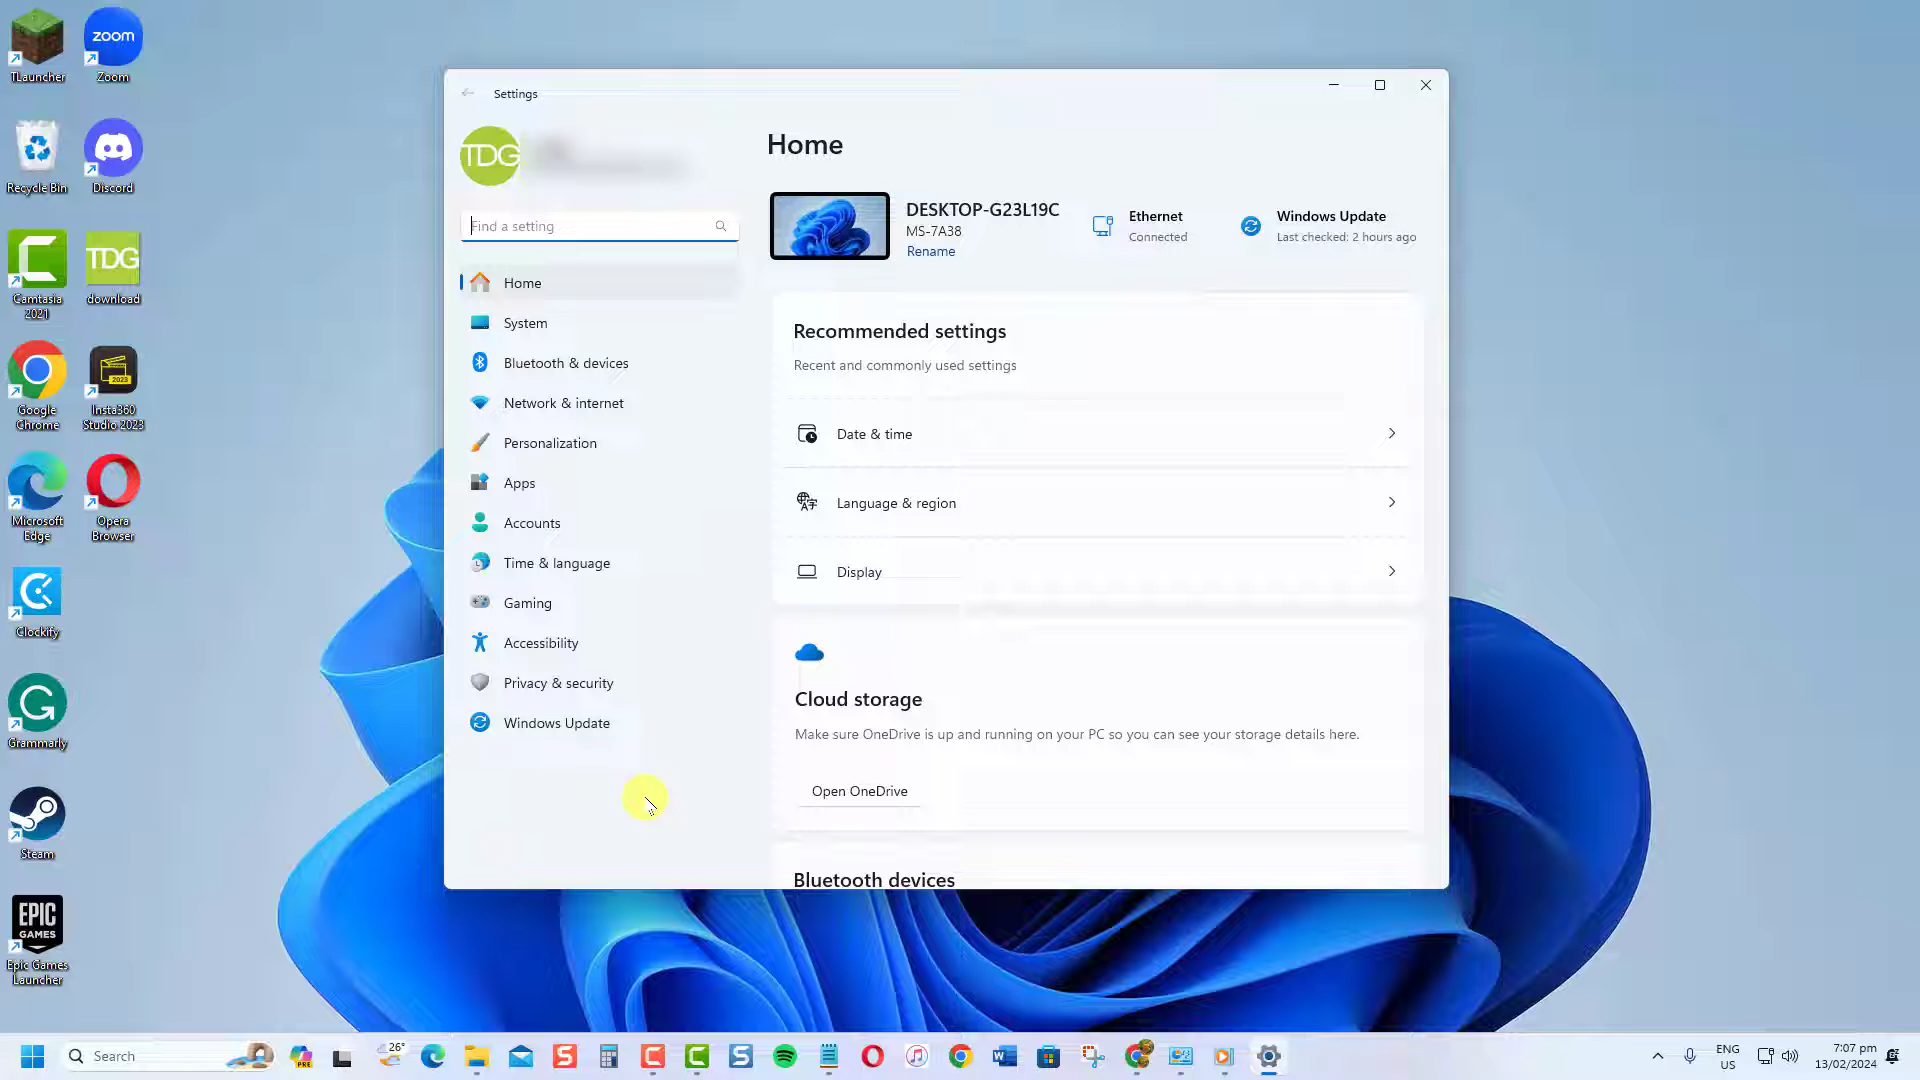 TLauncher
zoom
Zoom
Recycle Bin
Discord
Camtasia
2021
TDG
download
Google
Chrome
2023
Insta360
Studio 2023
Microsoft
Edge
Opera
Browser
Clockify
Grammarly
Steam
EPIC
GAMES
Epic Games
Launcher
Settings
TDG
Find a setting
Home
System
Bluetooth & devices
Network & internet
Personalization
Apps
Accounts
Time & language
Gaming
Accessibility
Privacy & security
Windows Update
Home
DESKTOP-G23L19C
MS-7A38
Rename
Ethernet
Connected
Windows Update
Last checked: 2 hours ago
Recommended settings
Recent and commonly used settings
Date & time
Language & region
Display
Cloud storage
Make sure OneDrive is up and running on your PC so you can see your storage details here.
Open OneDrive
Bluetooth devices
Search
PRE
26°
ENG
US
7:07 pm
13/02/2024